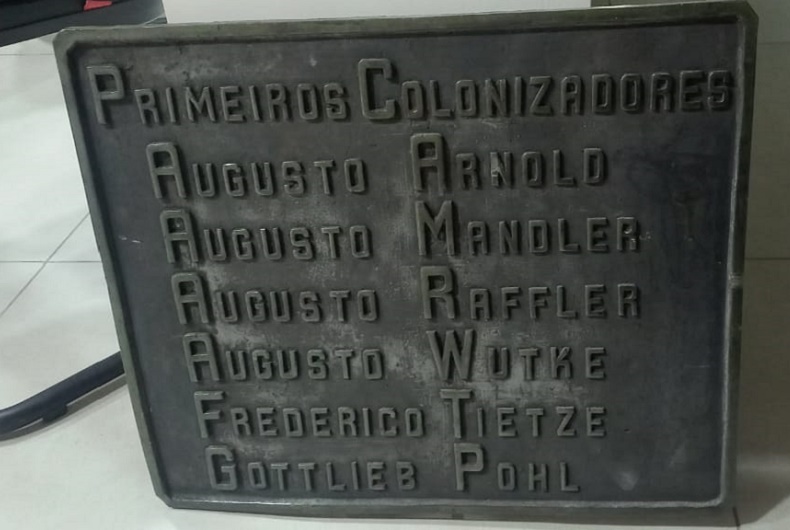 PRIMEIROS COLONIZADORES
AUGUSTO ARNOLD
AUGUSTO MANDLER
AUGUSTO RAFFLER
AUGUSTO WUTKE
FREDERICO TIETZE
GOTTLIEB POHL